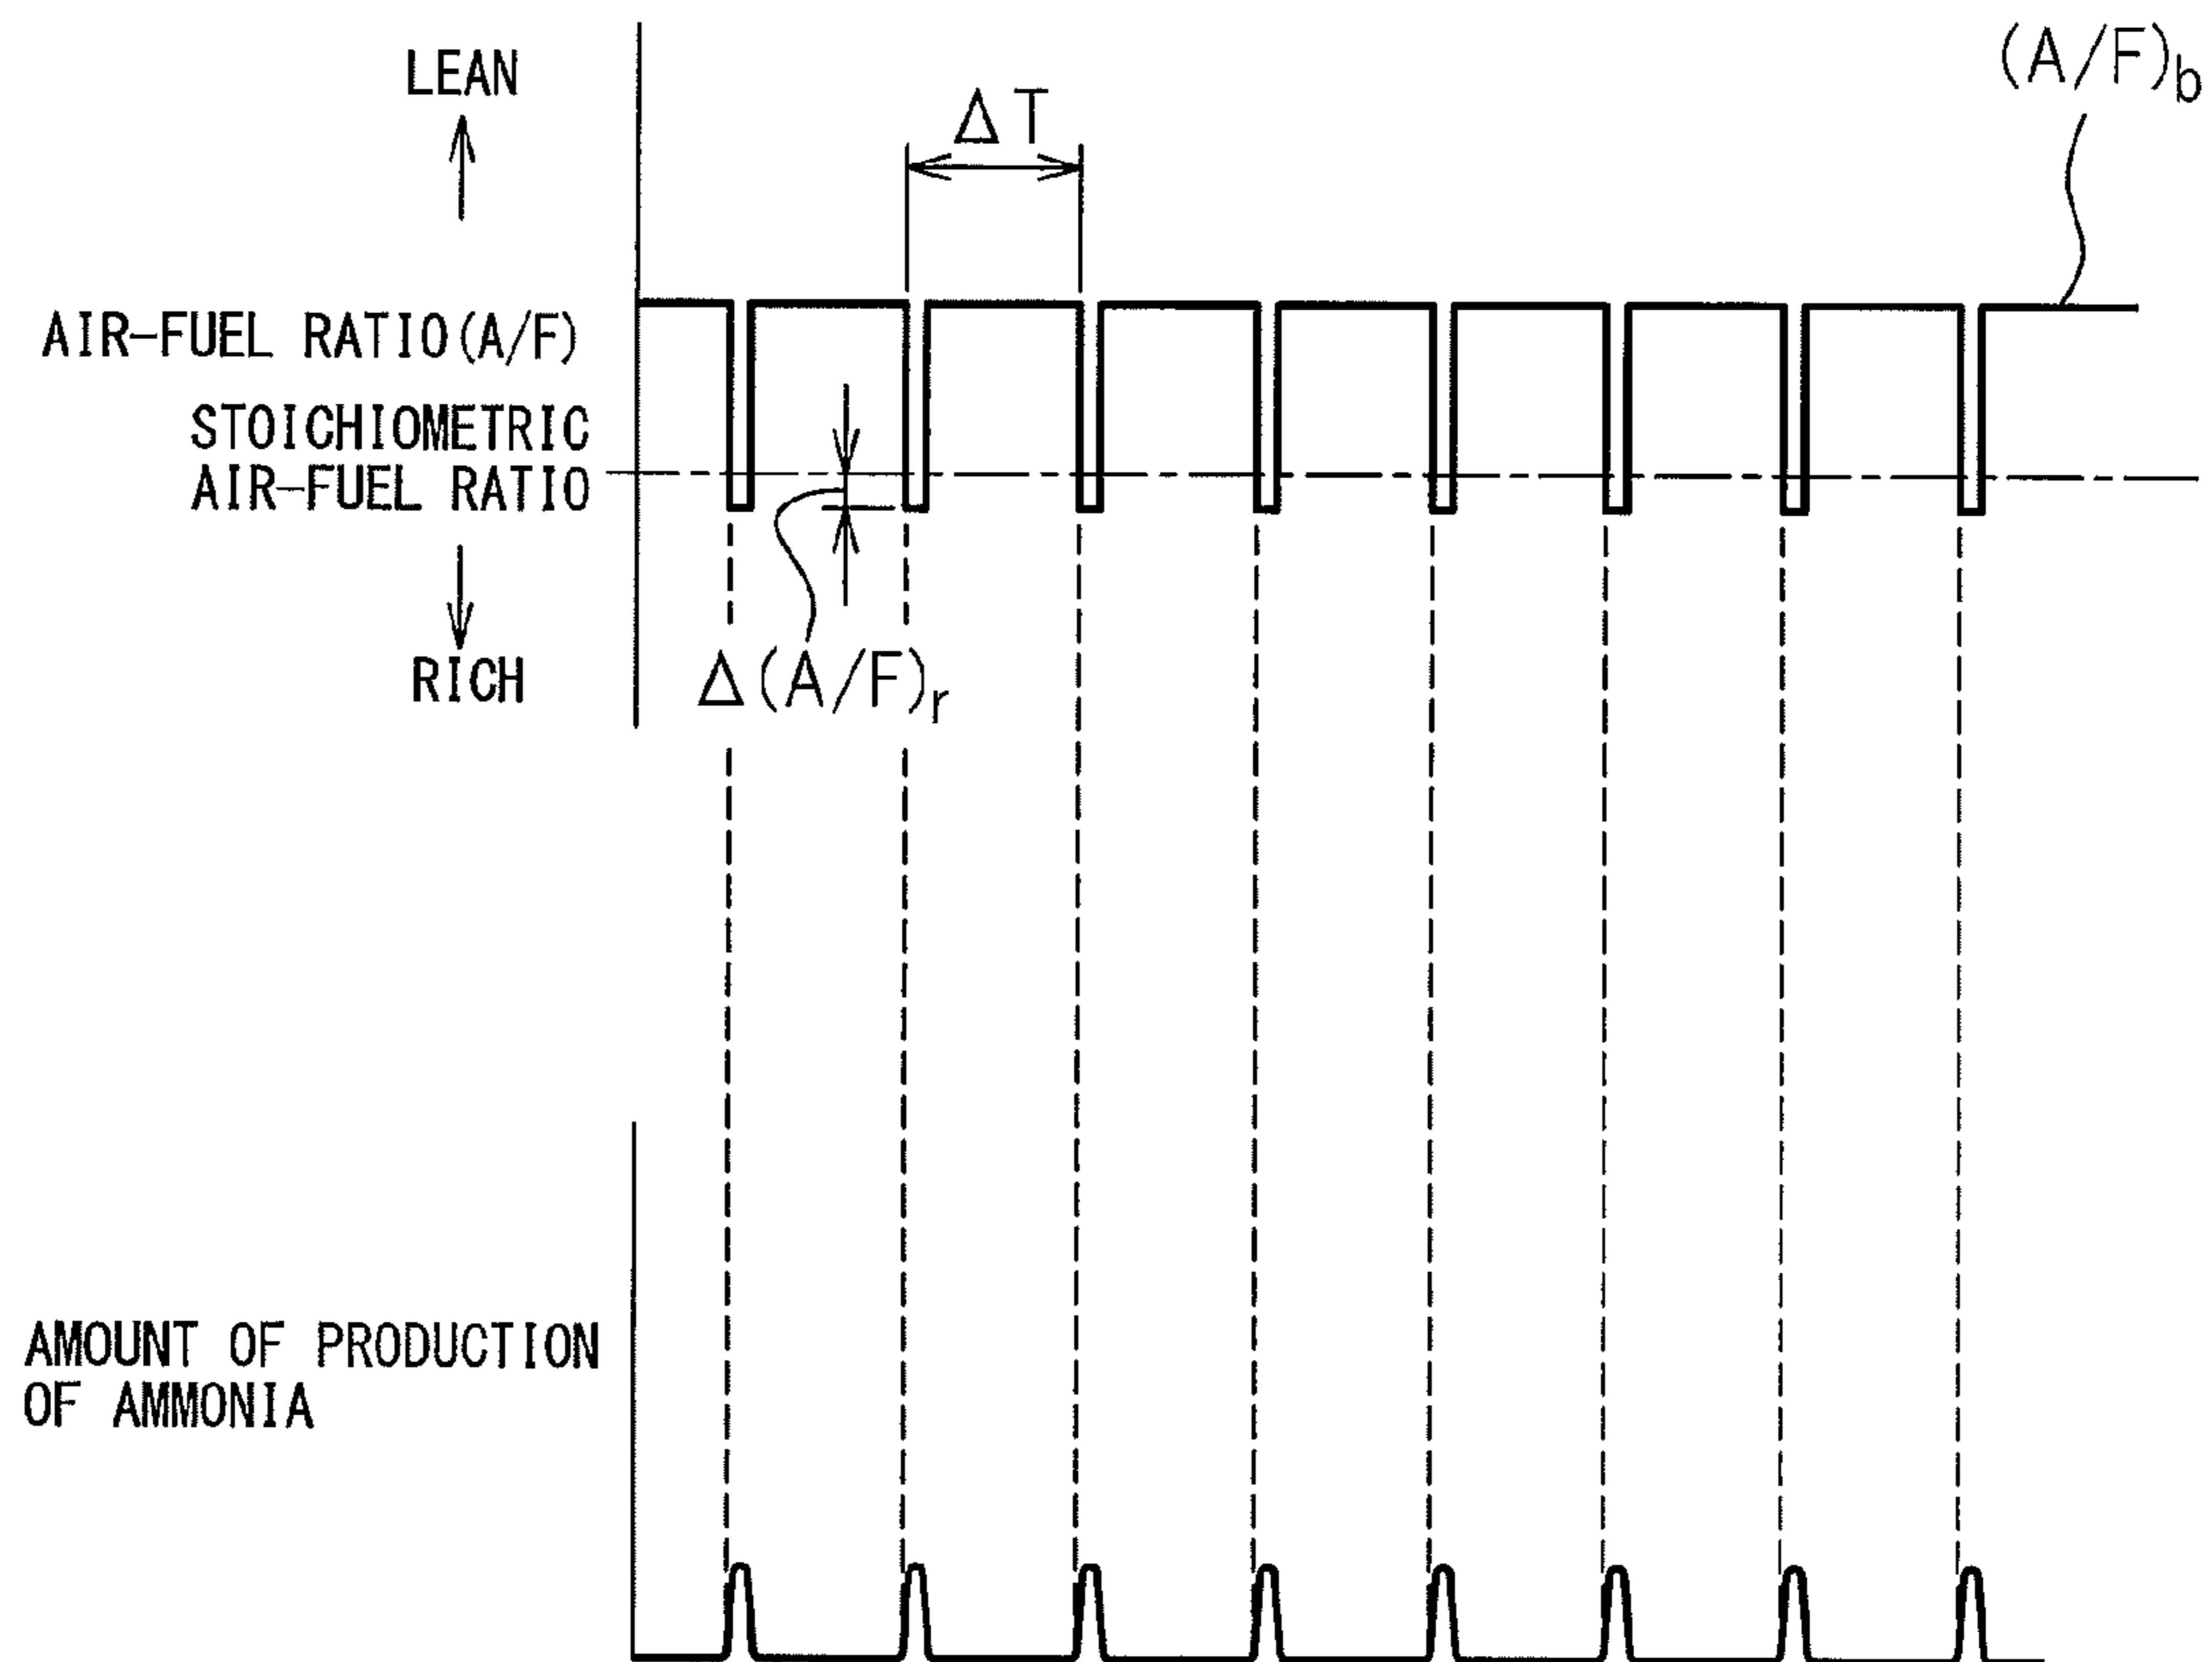 LEAN
(A/F)b
ΔT
AIR-FUEL RATIO(A/F)
STOICHIOMETRIC
AIR-FUEL RATIO
RICH
Δ(A/F)r
AMOUNT OF PRODUCTION
OF AMMONIA